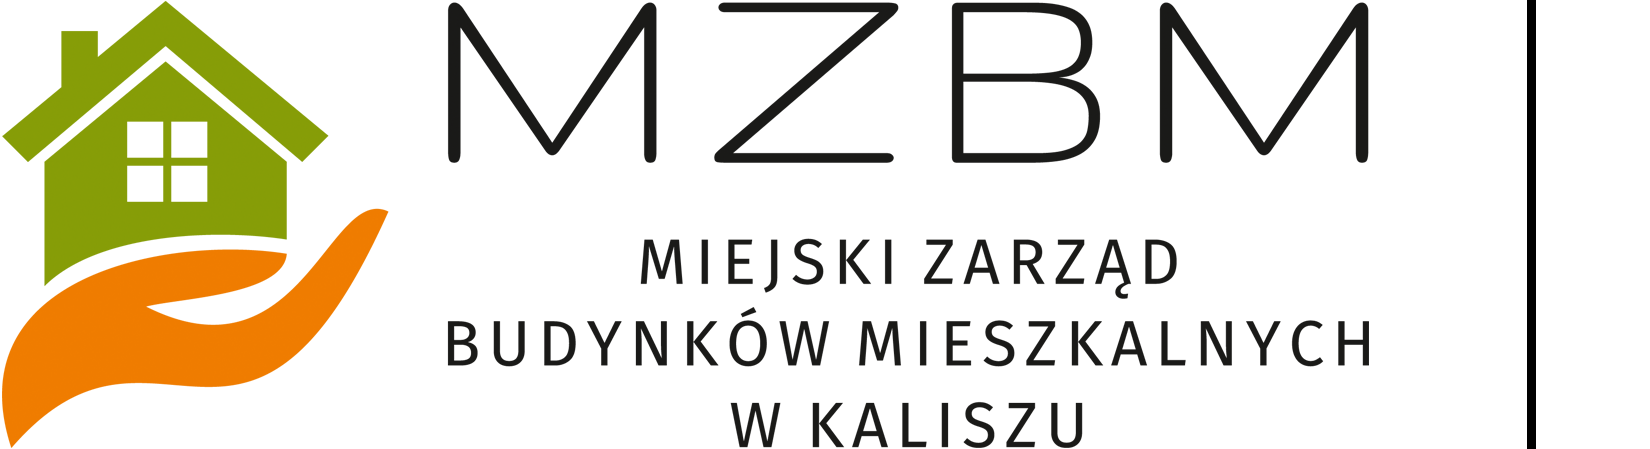 MZBM
MIEJSKI ZARZĄD
BUDYNKÓW MIESZKALNYCH
W KALISZU